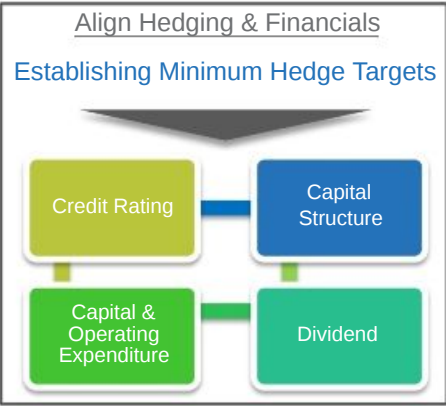 Align Hedging & Financials
Establishing Minimum Hedge Targets
Credit Rating
Capital
Structure
Capital &
Operating
Expenditure
Dividend